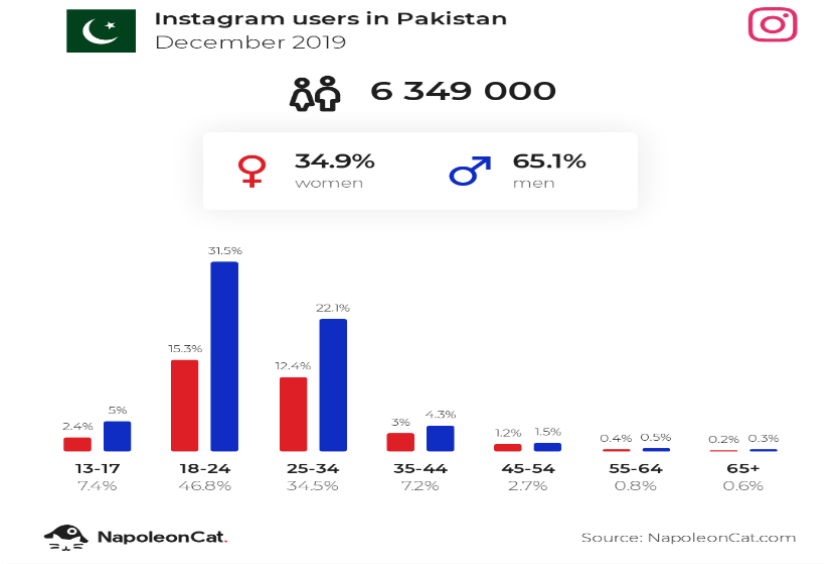 Instagram users in Pakistan
December 2019
6 349 000
34.9% 65.1%
women men
31.5%
22.1%
15.3%
12.4%
5%
2.4% 3% 4.3%
1.2% 1.5% 0.4% 0.5% 0.2% 0.3%
13-17 18-24 25-34 35-44 45-54 55-64 65+
7.4% 46.8% 34.5% 7.2% 2.7% 0.8% 0.6%
NapoleonCat. Source: NapoleonCat.com